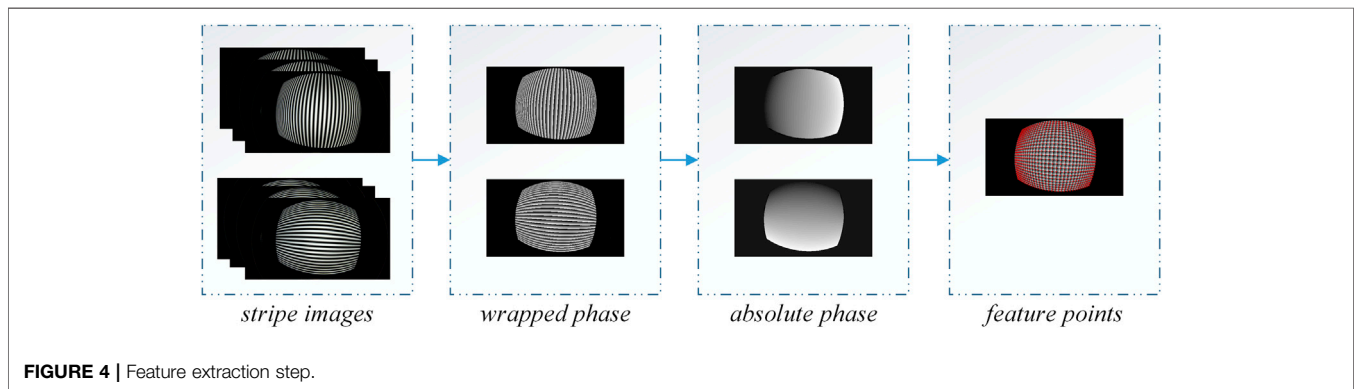 stripe images
wrapped phase
absolute phase
feature points
FIGURE 4 | Feature extraction step.